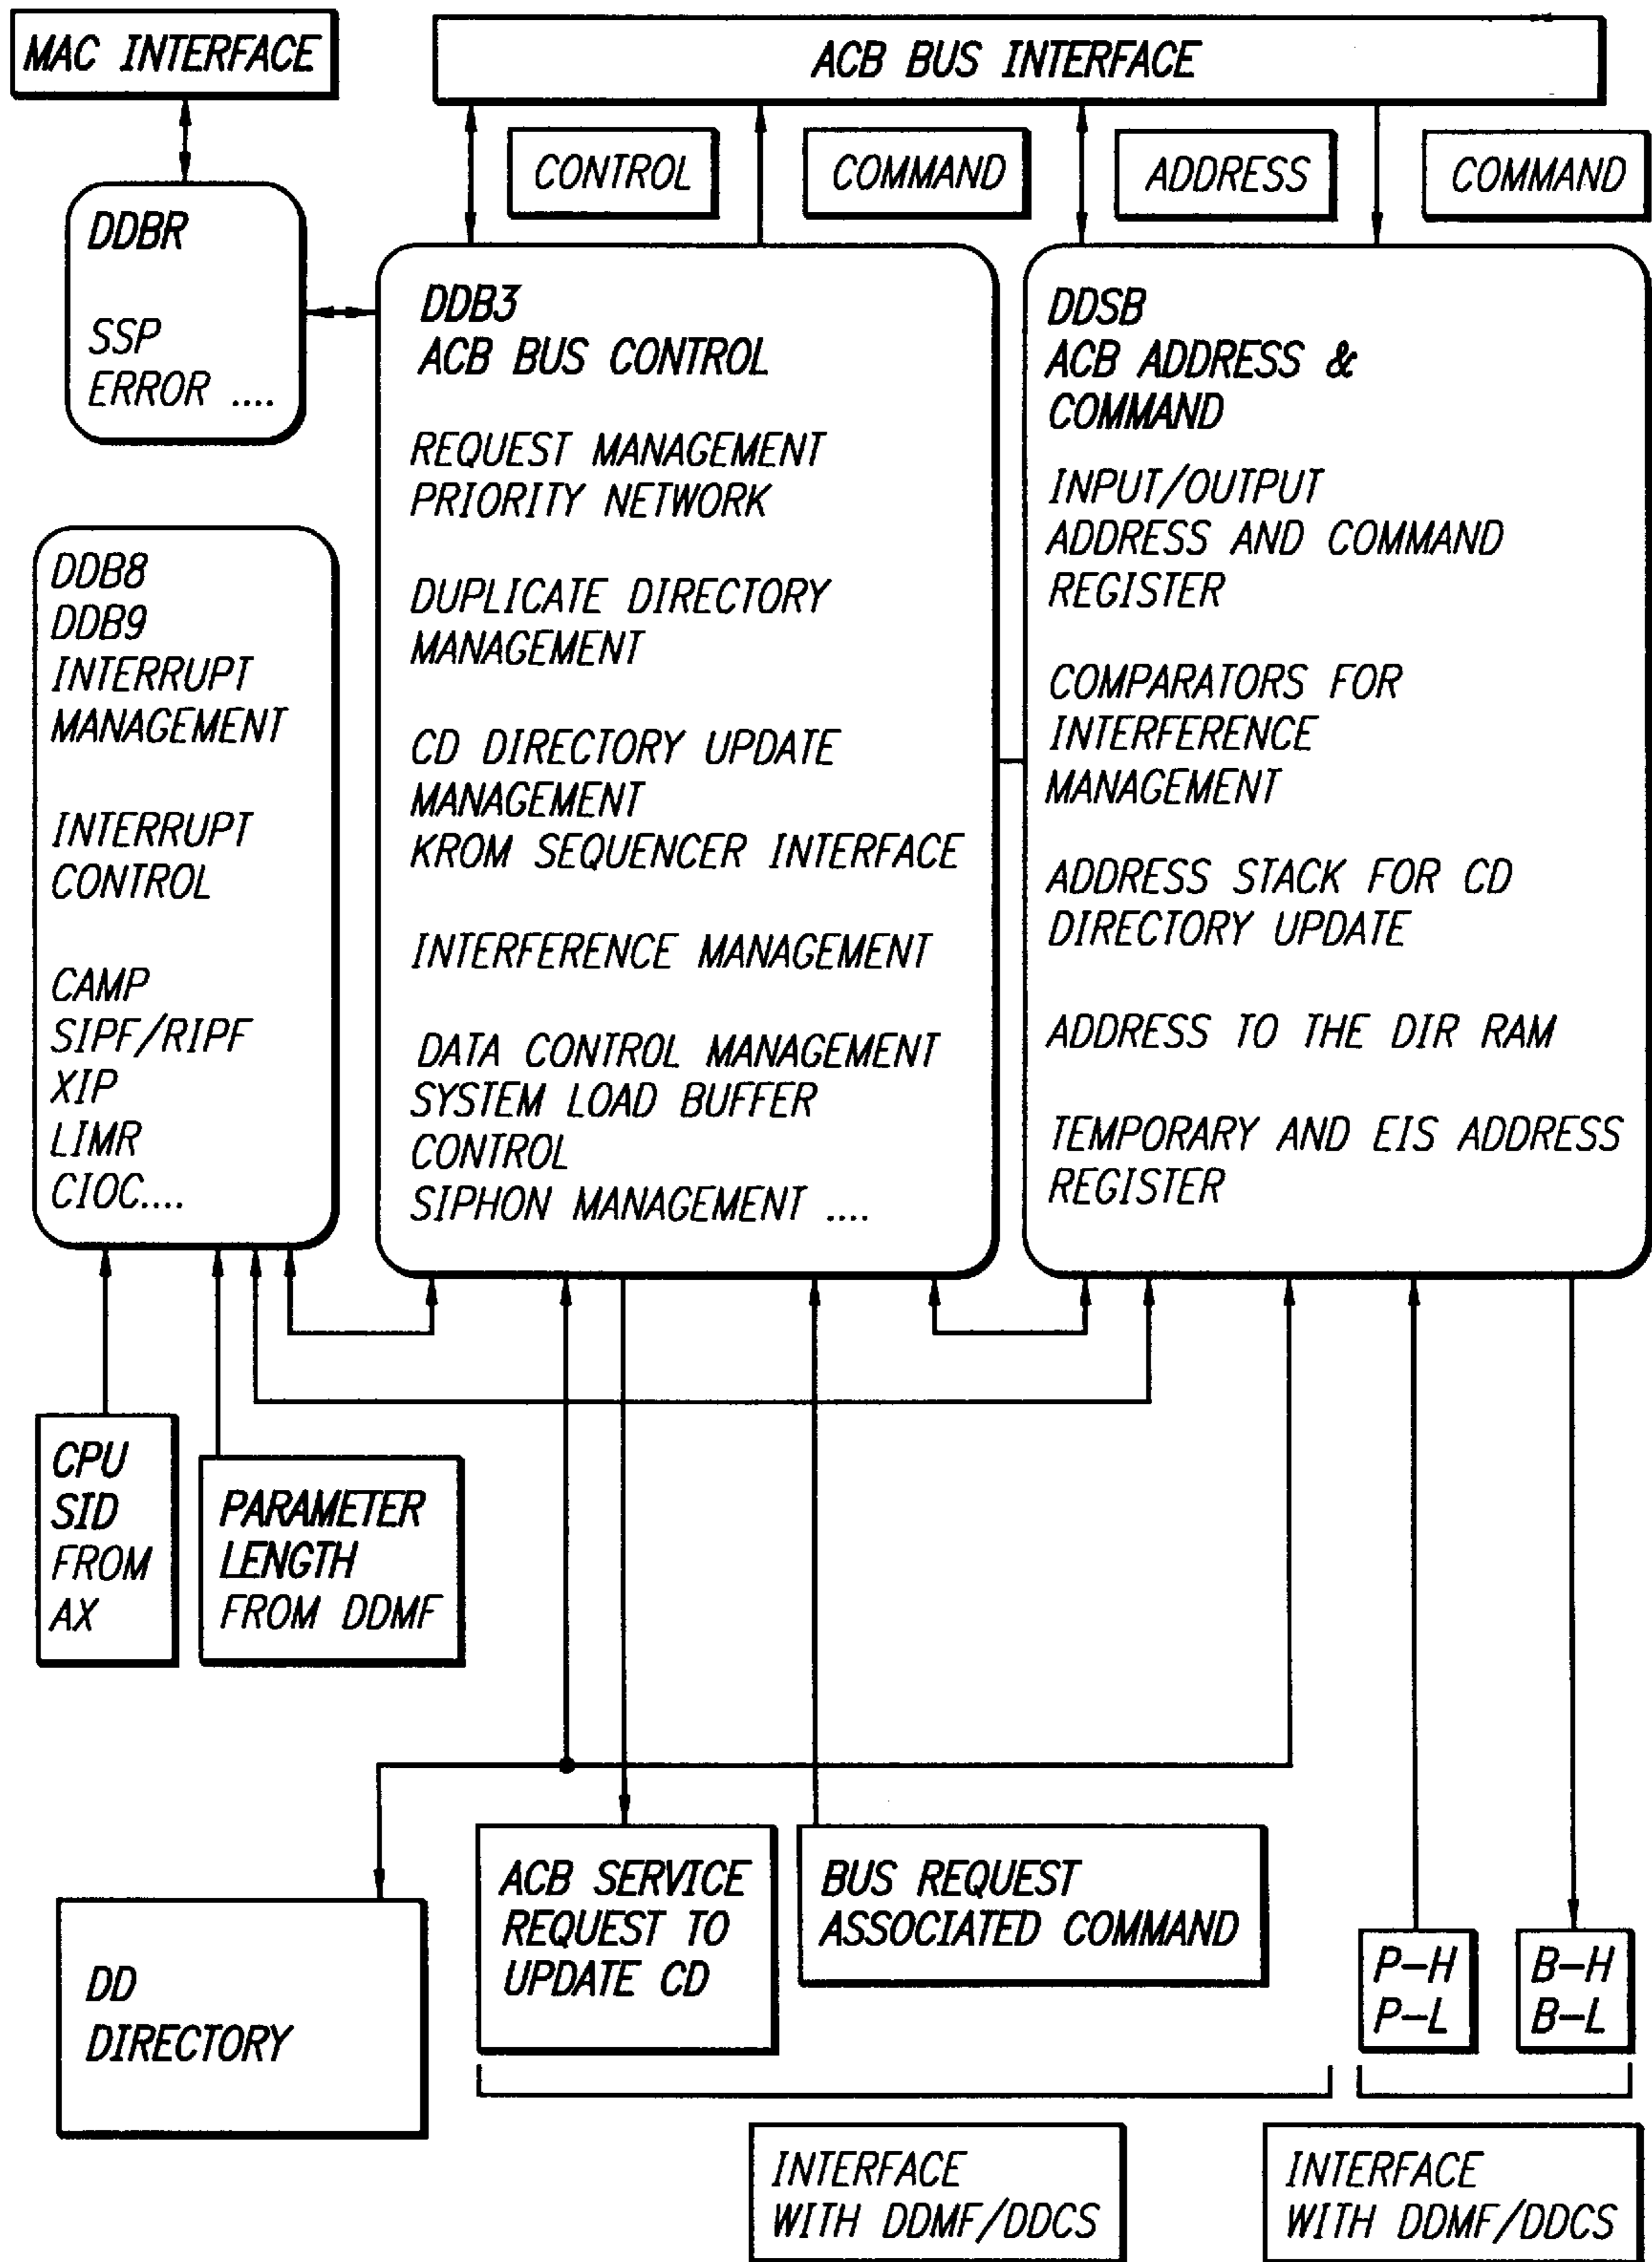 MAC INTERFACE
ACB BUS INTERFACE
CONTROL
COMMAND
ADDRESS
COMMAND
DDBR
SSP
ERROR ....
DDB3
ACB BUS CONTROL
REQUEST MANAGEMENT
PRIORITY NETWORK
DUPLICATE DIRECTORY
MANAGEMENT
CD DIRECTORY UPDATE
MANAGEMENT
KROM SEQUENCER INTERFACE
INTERFERENCE MANAGEMENT
DATA CONTROL MANAGEMENT
SYSTEM LOAD BUFFER
CONTROL
SIPHON MANAGEMENT ....
DDSB
ACB ADDRESS &
COMMAND
INPUT/OUTPUT
ADDRESS AND COMMAND
REGISTER
COMPARATORS FOR
INTERFERENCE
MANAGEMENT
ADDRESS STACK FOR CD
DIRECTORY UPDATE
ADDRESS TO THE DIR RAM
TEMPORARY AND EIS ADDRESS
REGISTER
DDB8
DDB9
INTERRUPT
MANAGEMENT
INTERRUPT
CONTROL
CAMP
SIPF/RIPF
XIP
LIMR
CIOC....
CPU
SID
FROM
AX
PARAMETER
LENGTH
FROM DDMF
DD
DIRECTORY
ACB SERVICE
REQUEST TO
UPDATE CD
BUS REQUEST
ASSOCIATED COMMAND
P-H
P-L
B-H
B-L
INTERFACE
WITH DDMF/DDCS
INTERFACE
WITH DDMF/DDCS